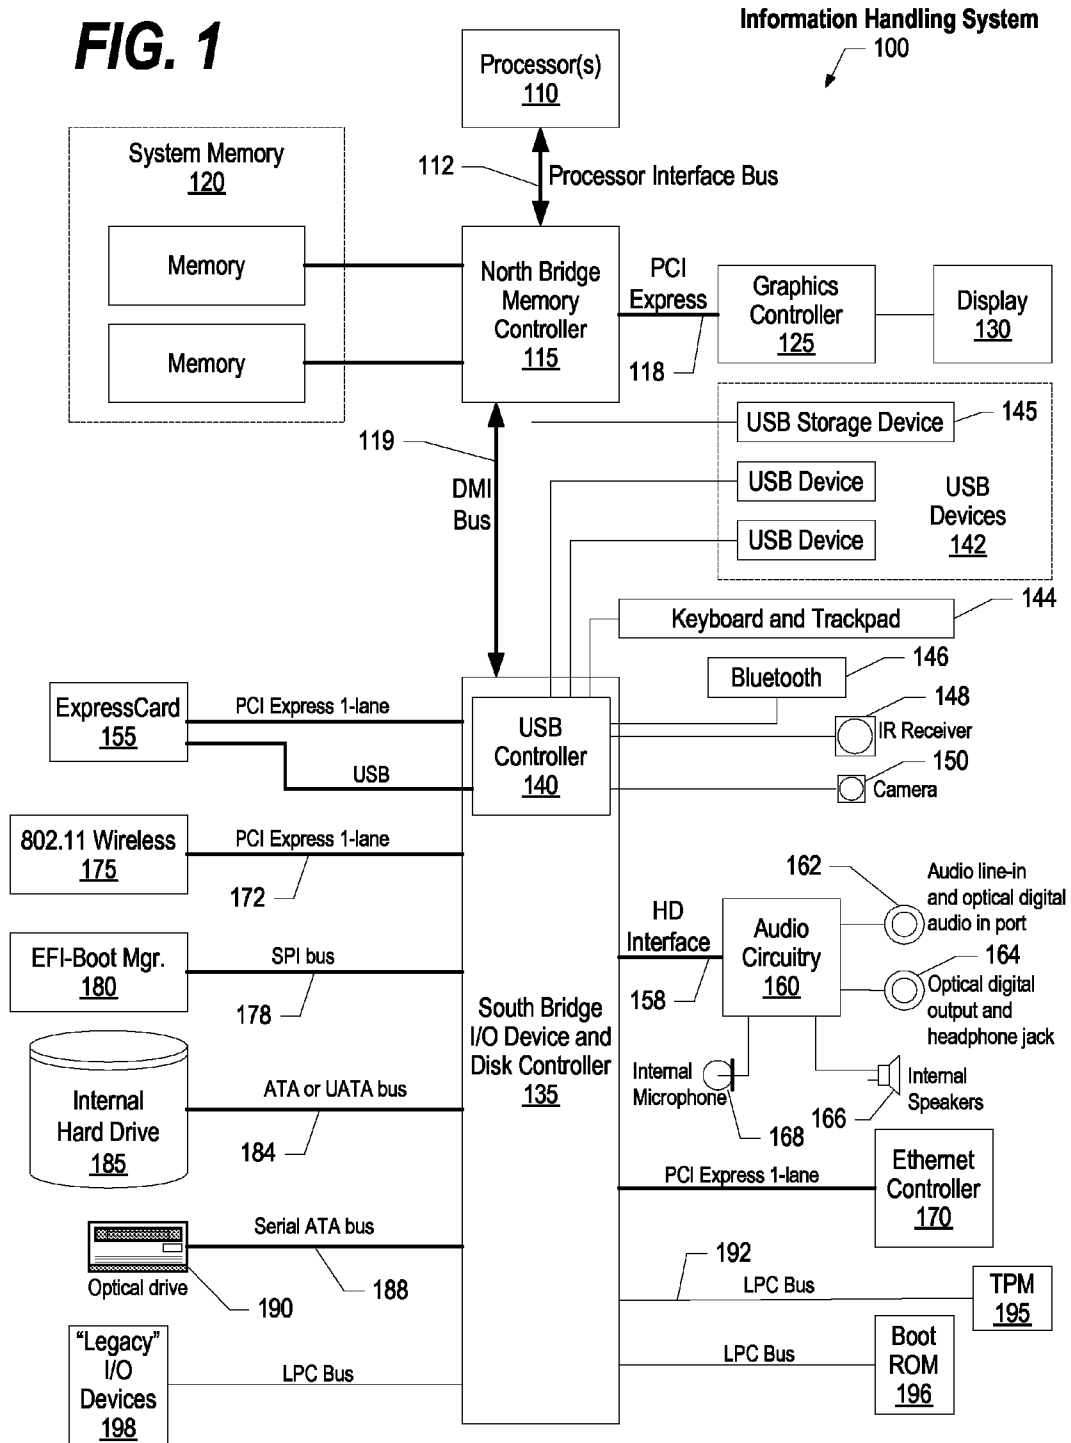 FIG. 1
Information Handling System
100
Processor(s)
110
112
Processor Interface Bus
System Memory
120
Memory
Memory
North Bridge
Memory
Controller
115
PCI
Express
118
Graphics
Controller
125
Display
130
119
DMI
Bus
USB Storage Device
145
USB Device
USB Device
USB
Devices
142
Keyboard and Trackpad
144
Bluetooth
146
IR Receiver
148
Camera
150
ExpressCard
155
PCI Express 1-lane
USB
USB
Controller
140
802.11 Wireless
175
PCI Express 1-lane
172
EFI-Boot Mgr.
180
SPI bus
178
South Bridge
I/O Device and
Disk Controller
135
HD
Interface
158
Audio
Circuitry
160
162
Audio line-in
and optical digital
audio in port
164
Optical digital
output and
headphone jack
Internal
Microphone
168
Internal
Speakers
166
Internal
Hard Drive
185
ATA or UATA bus
184
PCI Express 1-lane
Ethernet
Controller
170
Optical drive
190
Serial ATA bus
188
192
LPC Bus
TPM
195
"Legacy"
I/O
Devices
198
LPC Bus
LPC Bus
Boot
ROM
196